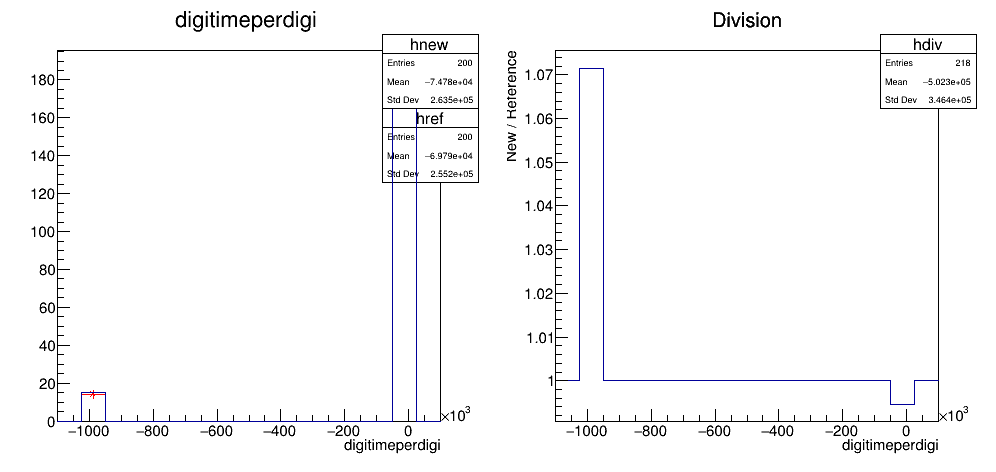 digitimeperdigi
hnew
Entries 200
Mean −7.478e+04
Std Dev 2.635e+05
href
Entries 200
Mean −6.979e+04
Std Dev 2.552e+05
180
160
140
120
100
80
60
40
20
0
−1000 −800 −600 −400 −200 0
×10³
digitimeperdigi
Division
hdiv
Entries 218
Mean −5.023e+05
Std Dev 3.464e+05
New / Reference
1.07
1.06
1.05
1.04
1.03
1.02
1.01
1
−1000 −800 −600 −400 −200 0
×10³
digitimeperdigi